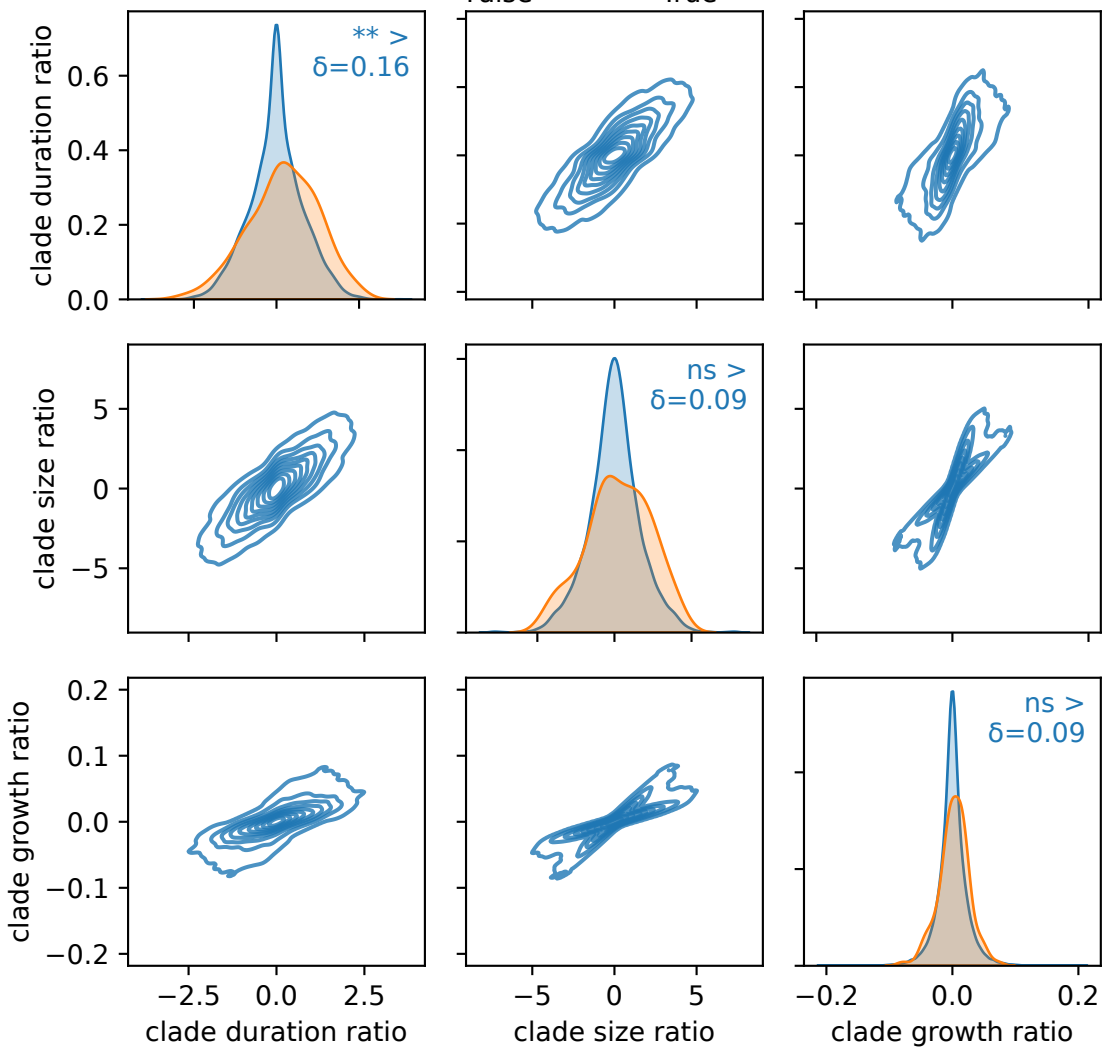 clade duration ratio
0.6
0.4
0.2
0.0
** >
δ=0.16
clade size ratio
5
0
−5
ns >
δ=0.09
clade growth ratio
0.2
0.1
0.0
−0.1
−0.2
ns >
δ=0.09
−2.5 0.0 2.5
−5 0 5
−0.2 0.0 0.2
clade duration ratio
clade size ratio
clade growth ratio